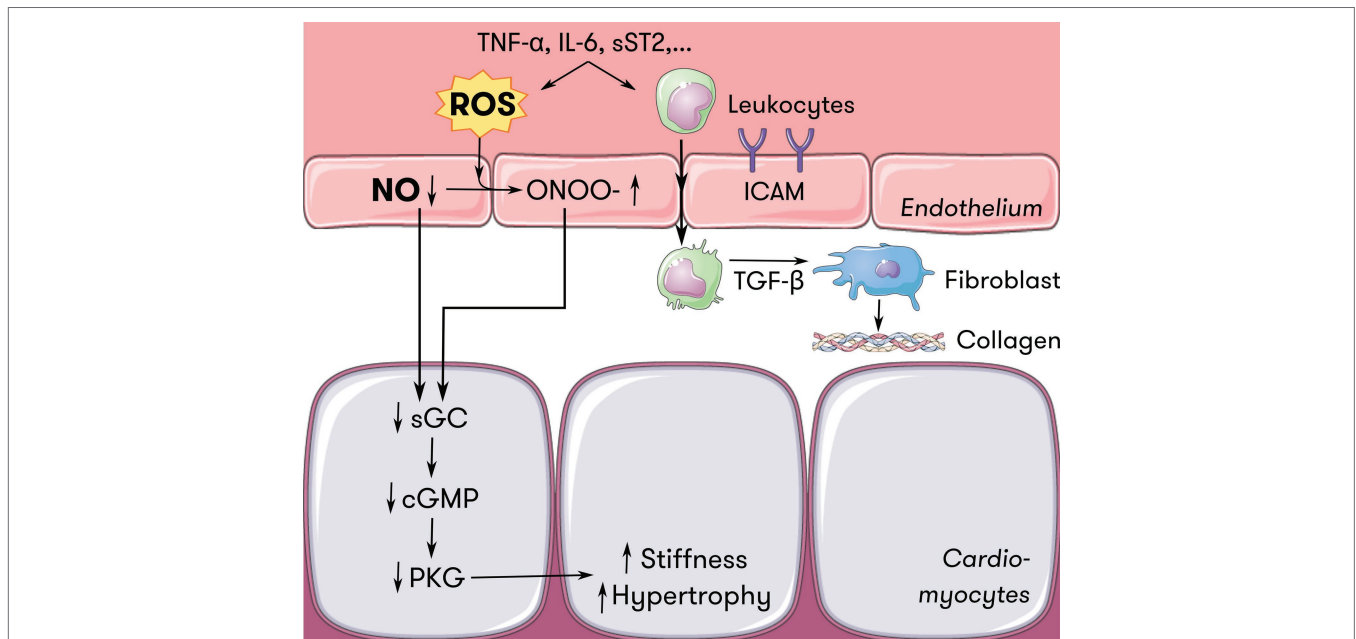 TNF-α, IL-6, sST2,...
ROS
Leukocytes
NO ↓
ONOO- ↑
ICAM
Endothelium
TGF-β
Fibroblast
Collagen
↓ sGC
↓ cGMP
↓ PKG
↑ Stiffness
↑ Hypertrophy
Cardio-
myocytes